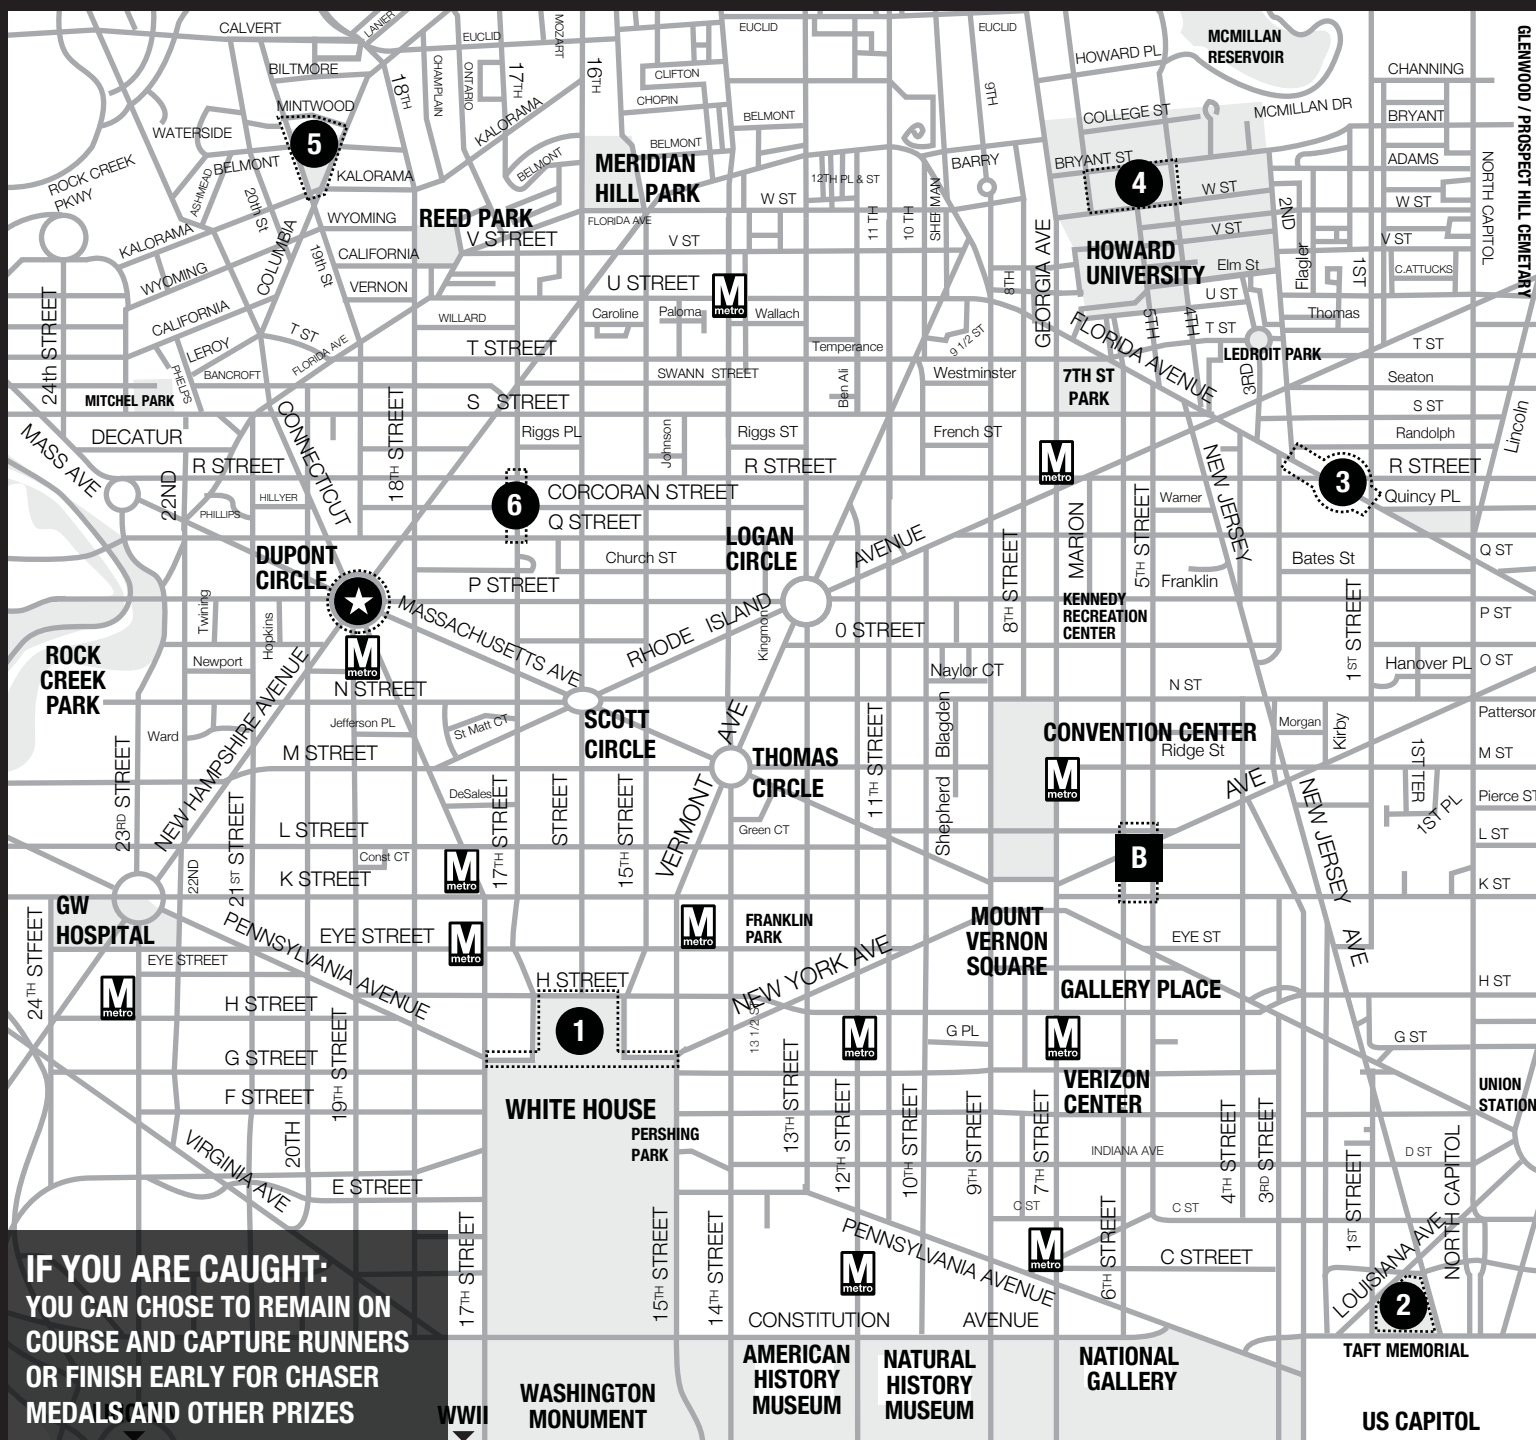 CALVERT
LANIER
EUCLID
MOZART
EUCLID
EUCLID
MCMILLAN
RESERVOIR
GLENWOOD / PROSPECT HILL CEMETARY
BILTMORE
18TH
CHAMPLAIN
ONTARIO
17TH
16TH
CLIFTON
CHOPIN
9TH
HOWARD PL
CHANNING
MINTWOOD
KALORAMA
BELMONT
COLLEGE ST
MCMILLAN DR
BRYANT
WATERSIDE
5
BELMONT
BELMONT
BELMONT
MERIDIAN
HILL PARK
BARRY
BRYANT ST
ADAMS
NORTH CAPITOL
ROCK CREEK
PKWY
ASHMEAD
20th St
KALORAMA
12TH PL & ST
4
W ST
W ST
W ST
WYOMING
REED PARK
FLORIDA AVE
11 TH
10 TH
SHERMAN
2ND
V STREET
V ST
V ST
V ST
KALORAMA
COLUMBIA
19th St
CALIFORNIA
GEORGIA AVE
HOWARD
UNIVERSITY
Elm St
Flagler
1ST
C.ATTUCKS
WYOMING
VERNON
U STREET
M
metro
8TH
U ST
24th STREET
CALIFORNIA
T ST
WILLARD
Caroline
Paloma
Wallach
9 1/2 ST
5TH
4TH
T ST
Thomas
LEROY
FLORIDA AVE
T STREET
Temperance
FLORIDA AVENUE
LEDROIT PARK
T ST
PHELPS
BANCROFT
SWANN STREET
Ben Ali
Westminster
7TH ST
PARK
3RD
Seaton
MITCHEL PARK
CONNECTICUT
18TH STREET
S STREET
S ST
Lincoln
MASS AVE
DECATUR
Riggs PL
Johnson
Riggs ST
French ST
Randolph
R STREET
R STREET
M
metro
NEW JERSEY
3
R STREET
22ND
HILLYER
PHILLIPS
6
CORCORAN STREET
Q STREET
MARION
5TH STREET
Warner
Quincy PL
DUPONT
CIRCLE
Church ST
LOGAN
CIRCLE
AVENUE
8TH STREET
Bates St
Q ST
P STREET
Franklin
Twining
Hopkins
MASSACHUSETTS AVE
RHODE ISLAND
Kingmon
O STREET
KENNEDY
RECREATION
CENTER
1ST STREET
P ST
ROCK
CREEK
PARK
Newport
M
metro
N STREET
Naylor CT
N ST
Hanover PL
O ST
NEW HAMPSHIRE AVENUE
Ward
Jefferson PL
St Matt CT
SCOTT
CIRCLE
AVE
11TH STREET
Blagden
CONVENTION CENTER
Ridge St
Morgan
Kirby
Patterson
M STREET
THOMAS
CIRCLE
M
metro
AVE
1ST TER
M ST
23RD STREET
21ST STREET
DeSales
17TH STREET
STREET
15TH STREET
VERMONT
Shepherd
NEW JERSEY
AVE
1ST PL
Pierce ST
L STREET
Green CT
B
L ST
22ND
Const CT
K STREET
M
metro
K ST
GW
HOSPITAL
PENNSYLVANIA AVENUE
EYE STREET
M
metro
M
metro
FRANKLIN
PARK
NEW YORK AVE
MOUNT
VERNON
SQUARE
EYE ST
24TH STFEET
EYE STREET
M
metro
H STREET
H STREET
GALLERY PLACE
H ST
1
13 1/2 ST
M
metro
G PL
M
metro
G ST
G STREET
19TH STREET
13TH STREET
VERIZON
CENTER
UNION
STATION
F STREET
WHITE HOUSE
12TH STREET
10TH STREET
9TH STREET
7TH STREET
4TH STREET
3RD STREET
VIRGINIA AVE
20TH
PERSHING
PARK
INDIANA AVE
D ST
NORTH CAPITOL
E STREET
C ST
C ST
1ST STREET
17TH STREET
15TH STREET
14TH STREET
PENNSYLVANIA AVENUE
M
metro
M
metro
6TH STREET
C STREET
LOUISIANA AVE
2
CONSTITUTION AVENUE
TAFT MEMORIAL
IF YOU ARE CAUGHT:
YOU CAN CHOSE TO REMAIN ON
COURSE AND CAPTURE RUNNERS
OR FINISH EARLY FOR CHASER
MEDALS AND OTHER PRIZES
WWII
WASHINGTON
MONUMENT
AMERICAN
HISTORY
MUSEUM
NATURAL
HISTORY
MUSEUM
NATIONAL
GALLERY
US CAPITOL